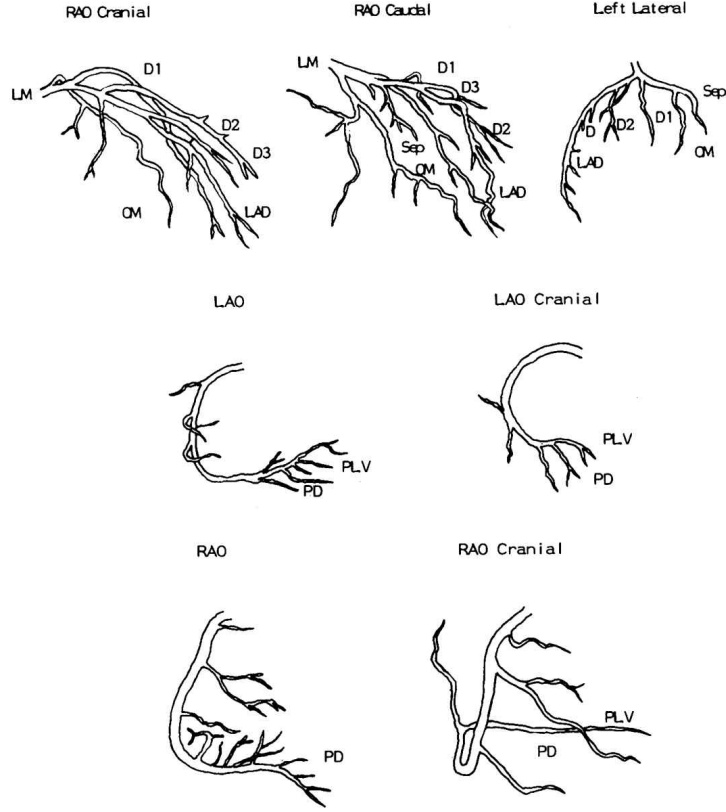 RAO Cranial
RAO Caudal
Left Lateral
LM
D1
D2
D3
OM
LAD
LM
D1
D3
D2
Sep
OM
LAD
Sep
D1
D2
D
OM
LAD
LAO
LAO Cranial
PLV
PD
PLV
PD
RAO
RAO Cranial
PD
PLV
PD